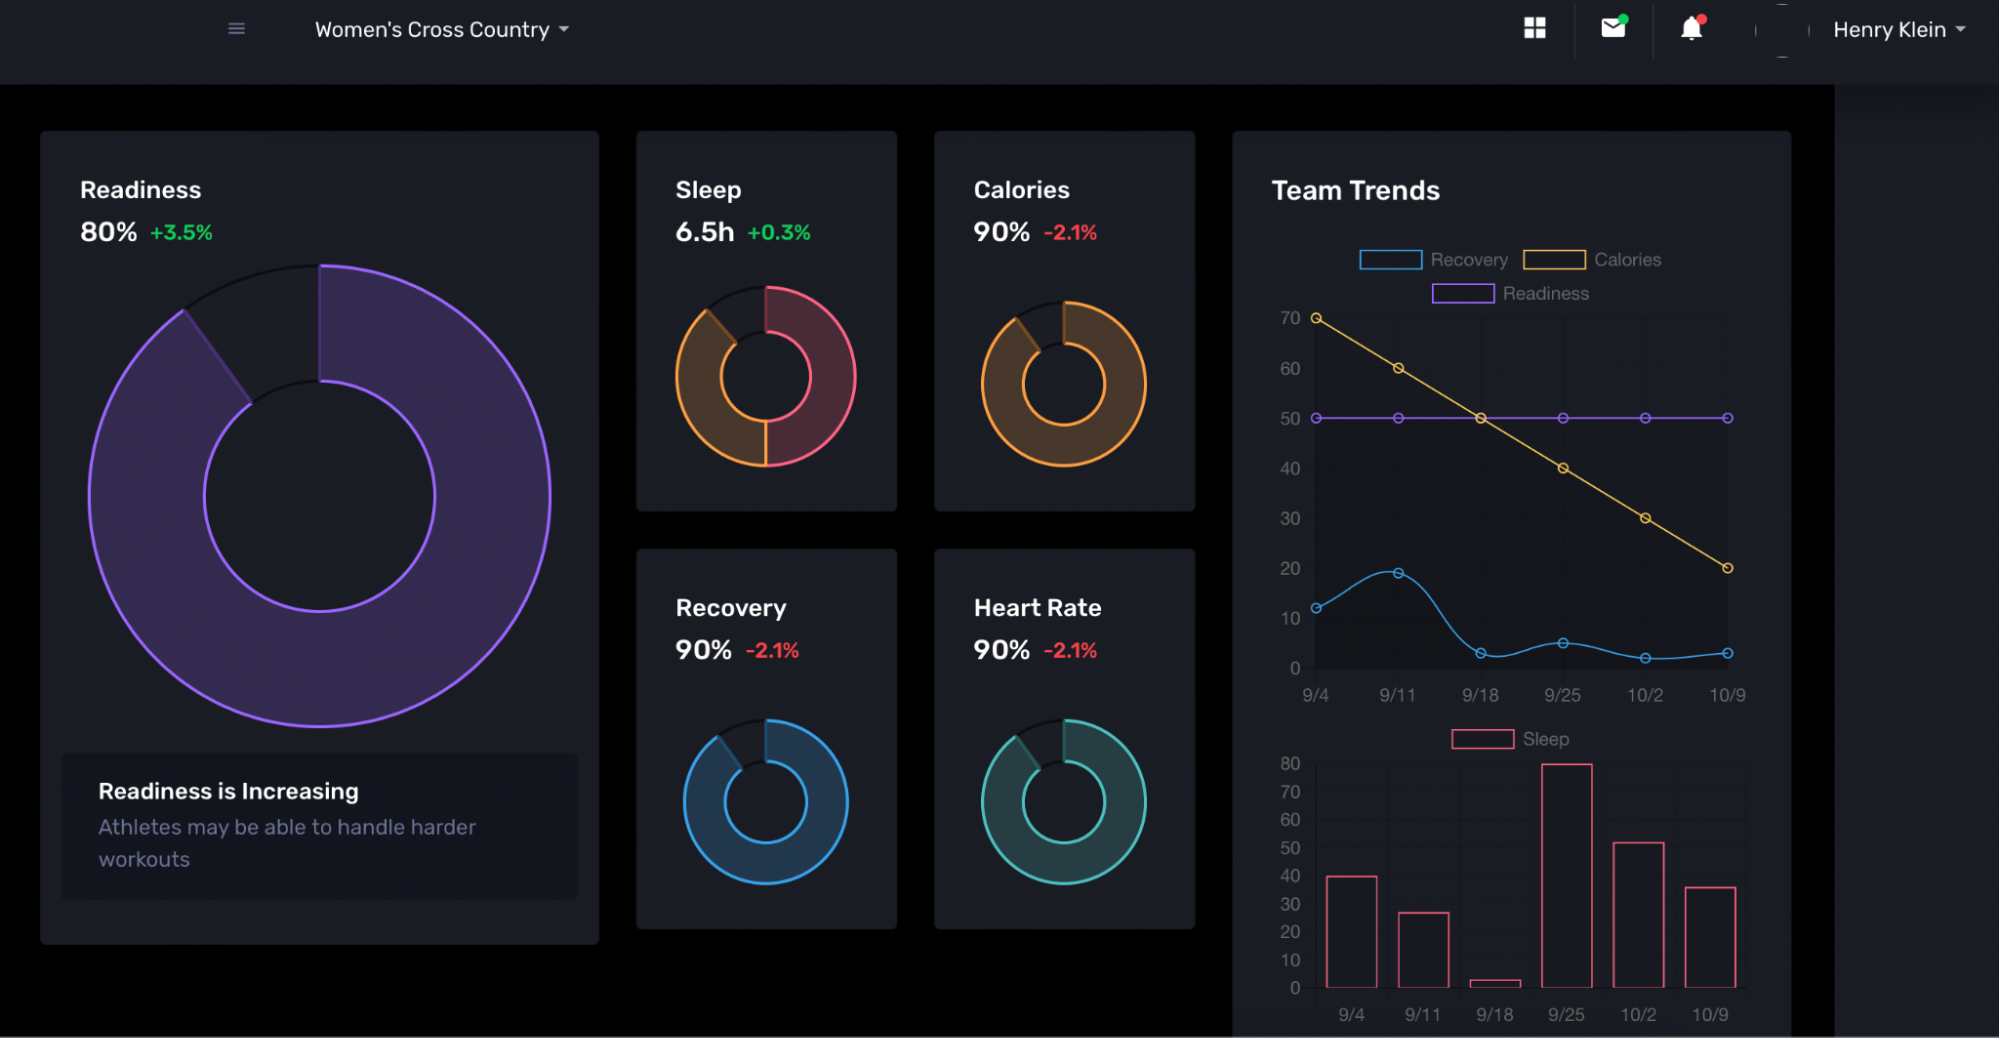 Women's Cross Country
Henry Klein
Readiness
80% +3.5%
Readiness is Increasing
Athletes may be able to handle harder
workouts
Sleep
6.5h +0.3%
Calories
90% -2.1%
Recovery
90% -2.1%
Heart Rate
90% -2.1%
Team Trends
Recovery Calories
Readiness
70
60
50
40
30
20
10
0
9/4 9/11 9/18 9/25 10/2 10/9
Sleep
80
70
60
50
40
30
20
10
0
9/4 9/11 9/18 9/25 10/2 10/9